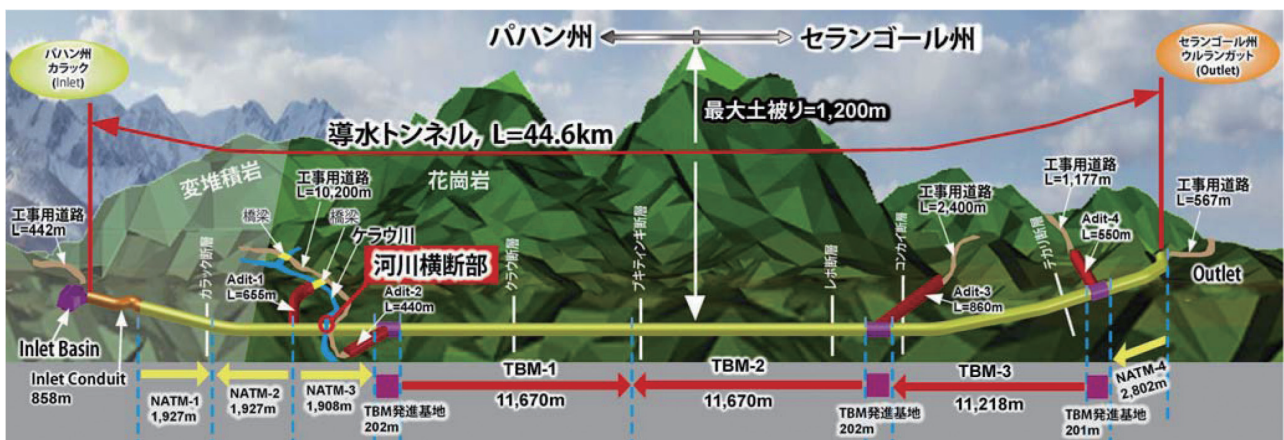 パハン州
カラック
(Inlet)
パハン州
セランゴール州
セランゴール州
ウルランガット
(Outlet)
最大土被り=1,200m
導水トンネル, L=44.6km
変堆積岩
花崗岩
工事用道路
L=442m
橋梁
工事用道路
L=10,200m
橋梁
ケラウ川
河川横断部
Adit-1
L=655m
Adit-2
L=440m
カラック断層
クラウ断層
ブキティンギ断層
レポ断層
コンカイ断層
テカリ断層
工事用道路
L=2,400m
Adit-3
L=860m
工事用道路
L=1,177m
Adit-4
L=550m
工事用道路
L=567m
Outlet
Inlet Basin
Inlet Conduit
858m
NATM-1
1,927m
NATM-2
1,927m
NATM-3
1,908m
TBM発進基地
202m
TBM-1
11,670m
TBM-2
11,670m
TBM発進基地
202m
TBM-3
11,218m
TBM発進基地
201m
NATM-4
2,802m